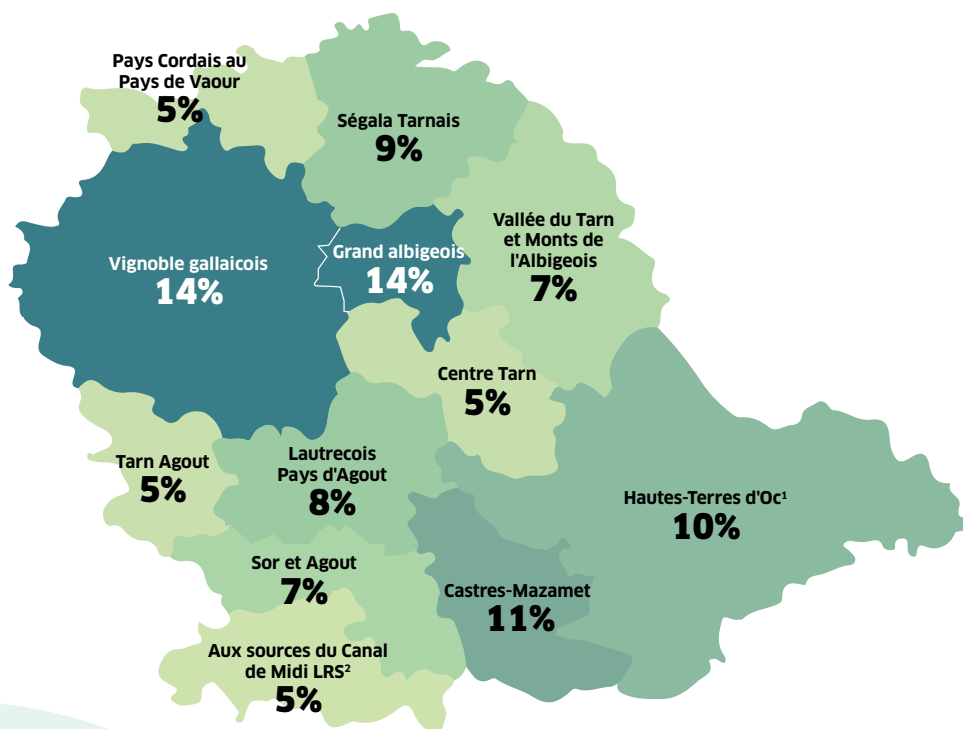 Pays Cordais au
Pays de Vaour
5%
Ségala Tarnais
9%
Vallée du Tarn
et Monts de
l'Albigeois
7%
Vignoble gallaicois
14%
Grand albigeois
14%
Centre Tarn
5%
Tarn Agout
5%
Lautrecois
Pays d'Agout
8%
Hautes-Terres d'Oc¹
10%
Sor et Agout
7%
Castres-Mazamet
11%
Aux sources du Canal
de Midi LRS²
5%